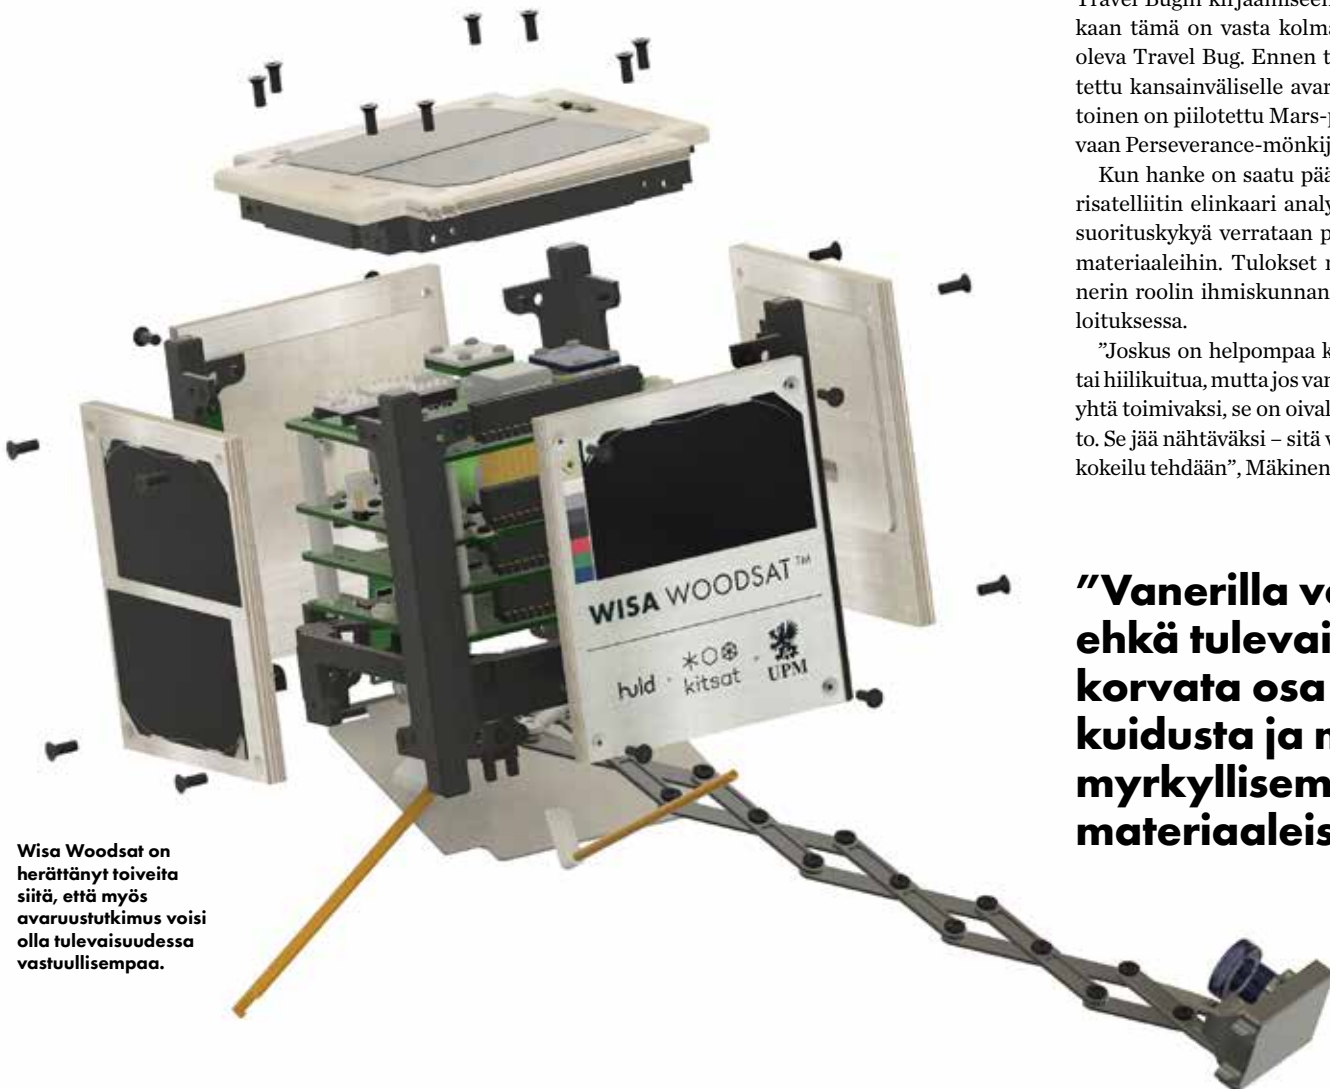 kaan tämä on vasta kolma
oleva Travel Bug. Ennen t
tettu kansainväliselle avar
toinen on piilotettu Mars-p
vaan Perseverance-mönkij
Kun hanke on saatu pää
risatelliitin elinkaari analy
suorituskykyä verrataan p
materiaaleihin. Tulokset m
nerin roolin ihmiskunnan
loituksessa.
”Joskus on helpompaa k
tai hiilikuitua, mutta jos van
yhtä toimivaksi, se on oival
to. Se jää nähtäväksi – sitä v
kokeilu tehdään”, Mäkinen
”Vanerilla vo
ehkä tulevai
korvata osa
kuidusta ja m
myrkyllisem
materiaaleis
WISA WOODSAT™
huld · kitsat · UPM
Wisa Woodsat on
herättänyt toiveita
siitä, että myös
avaruustutkimus voisi
olla tulevaisuudessa
vastuullisempaa.